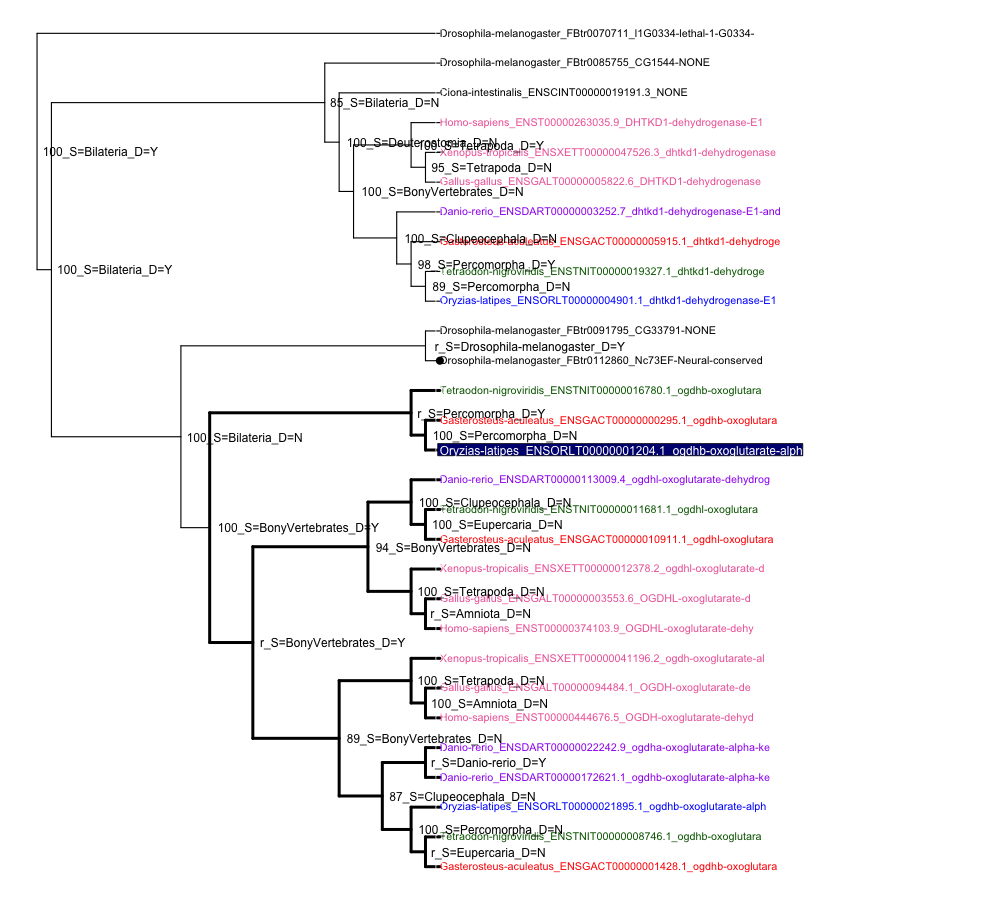 Drosophila-melanogaster_FBtr0070711_l1G0334-lethal-1-G0334-
Drosophila-melanogaster_FBtr0085755_CG1544-NONE
Ciona-intestinalis_ENSCINT00000019191.3_NONE
85_S=Bilateria_D=N
Homo-sapiens_ENST00000263035.9_DHTKD1-dehydrogenase-E1
100_S=Deuterostomia_D=N
100_S=Tetrapoda_D=Y
100_S=Bilateria_D=Y
Xenopus-tropicalis_ENSXETT00000047526.3_dhtkd1-dehydrogenase
95_S=Tetrapoda_D=N
Gallus-gallus_ENSGALT00000005822.6_DHTKD1-dehydrogenase
100_S=BonyVertebrates_D=N
Danio-rerio_ENSDART00000003252.7_dhtkd1-dehydrogenase-E1-and
100_S=Clupeocephala_D=N
Gasterosteus-aculeatus_ENSGACT00000005915.1_dhtkd1-dehydroge
98_S=Percomorpha_D=Y
100_S=Bilateria_D=Y
Tetraodon-nigroviridis_ENSTNIT00000019327.1_dhtkd1-dehydroge
89_S=Percomorpha_D=N
Oryzias-latipes_ENSORLT00000004901.1_dhtkd1-dehydrogenase-E1
Drosophila-melanogaster_FBtr0091795_CG33791-NONE
r_S=Drosophila-melanogaster_D=Y
Drosophila-melanogaster_FBtr0112860_Nc73EF-Neural-conserved
Tetraodon-nigroviridis_ENSTNIT00000016780.1_ogdhb-oxoglutara
r_S=Percomorpha_D=Y
Gasterosteus-aculeatus_ENSGACT00000000295.1_ogdhb-oxoglutara
100_S=Percomorpha_D=N
100_S=Bilateria_D=N
Oryzias-latipes_ENSORLT00000001204.1_ogdhb-oxoglutarate-alph
Danio-rerio_ENSDART00000113009.4_ogdhl-oxoglutarate-dehydrog
100_S=Clupeocephala_D=N
Tetraodon-nigroviridis_ENSTNIT00000011681.1_ogdhl-oxoglutara
100_S=Eupercaria_D=N
100_S=BonyVertebrates_D=Y
Gasterosteus-aculeatus_ENSGACT00000010911.1_ogdhl-oxoglutara
94_S=BonyVertebrates_D=N
Xenopus-tropicalis_ENSXETT00000012378.2_ogdhl-oxoglutarate-d
100_S=Tetrapoda_D=N
Gallus-gallus_ENSGALT00000003553.6_OGDHL-oxoglutarate-d
r_S=Amniota_D=N
Homo-sapiens_ENST00000374103.9_OGDHL-oxoglutarate-dehy
r_S=BonyVertebrates_D=Y
Xenopus-tropicalis_ENSXETT00000041196.2_ogdh-oxoglutarate-al
100_S=Tetrapoda_D=N
Gallus-gallus_ENSGALT00000094484.1_OGDH-oxoglutarate-de
100_S=Amniota_D=N
Homo-sapiens_ENST00000444676.5_OGDH-oxoglutarate-dehyd
89_S=BonyVertebrates_D=N
Danio-rerio_ENSDART00000022242.9_ogdha-oxoglutarate-alpha-ke
r_S=Danio-rerio_D=Y
Danio-rerio_ENSDART00000172621.1_ogdhb-oxoglutarate-alpha-ke
87_S=Clupeocephala_D=N
Oryzias-latipes_ENSORLT00000021895.1_ogdhb-oxoglutarate-alph
100_S=Percomorpha_D=N
Tetraodon-nigroviridis_ENSTNIT00000008746.1_ogdhb-oxoglutara
r_S=Eupercaria_D=N
Gasterosteus-aculeatus_ENSGACT00000001428.1_ogdhb-oxoglutara